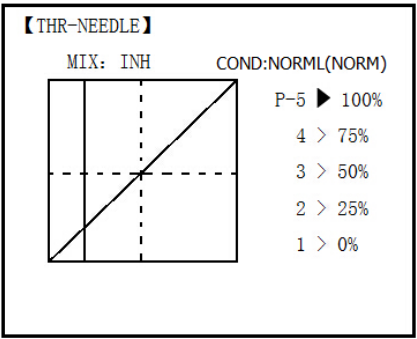 【THR-NEEDLE】
MIX: INH
COND:NORML(NORM)
P-5 ▶ 100%
4 > 75%
3 > 50%
2 > 25%
1 > 0%